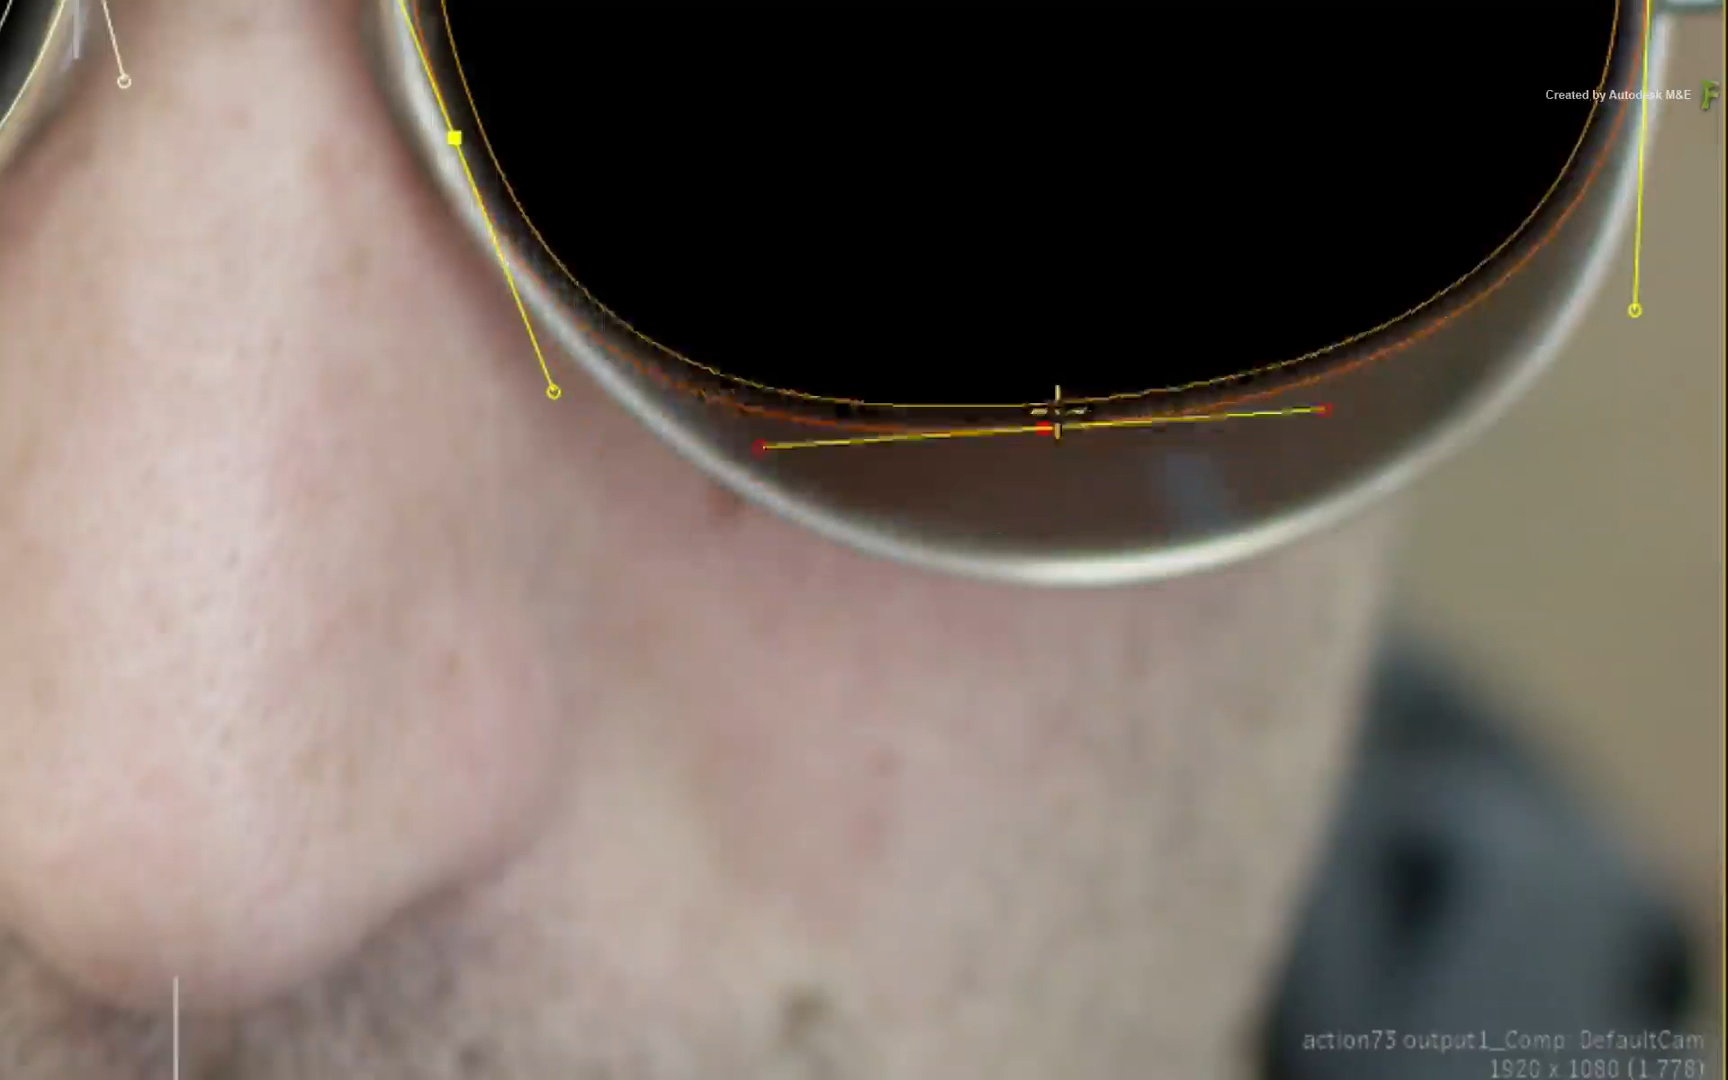 Created by Autodesk M&E
action73 output1_Comp: DefaultCam
1920 x 1080 (1.778)